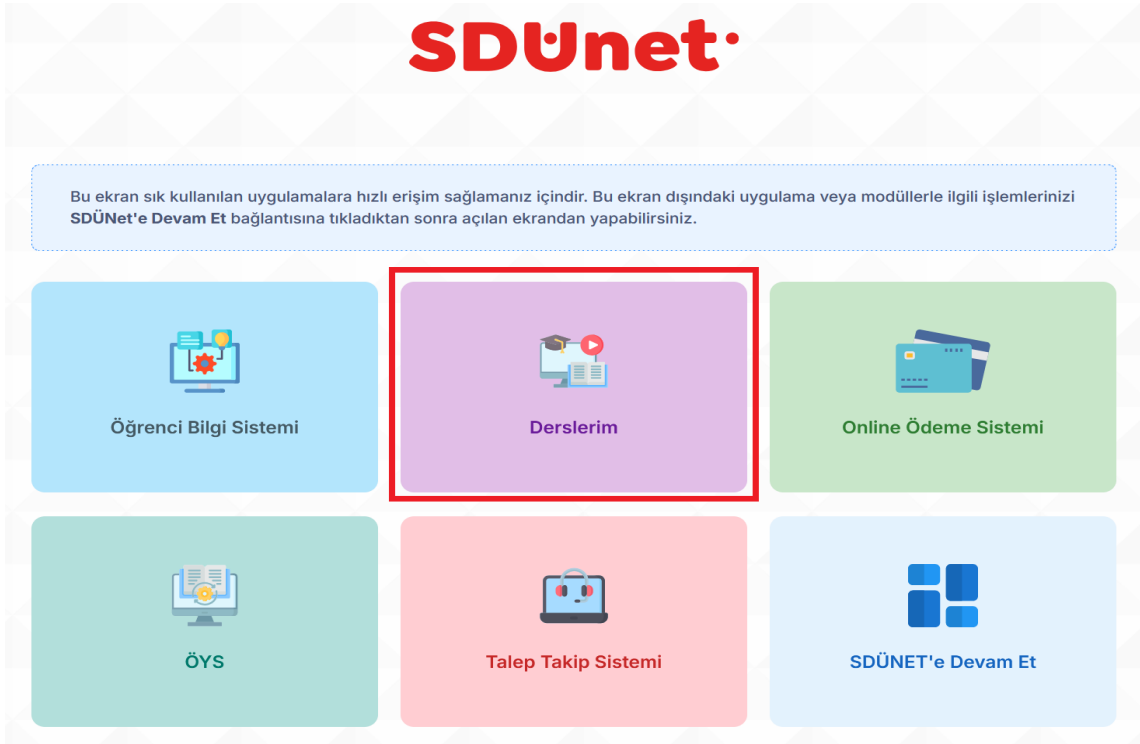 SDÜnet
Bu ekran sık kullanılan uygulamalara hızlı erişim sağlamanız içindir. Bu ekran dışındaki uygulama veya modüllerle ilgili işlemlerinizi
SDÜNet'e Devam Et bağlantısına tıkladıktan sonra açılan ekrandan yapabilirsiniz.
Öğrenci Bilgi Sistemi
Derslerim
Online Ödeme Sistemi
ÖYS
Talep Takip Sistemi
SDÜNET'e Devam Et